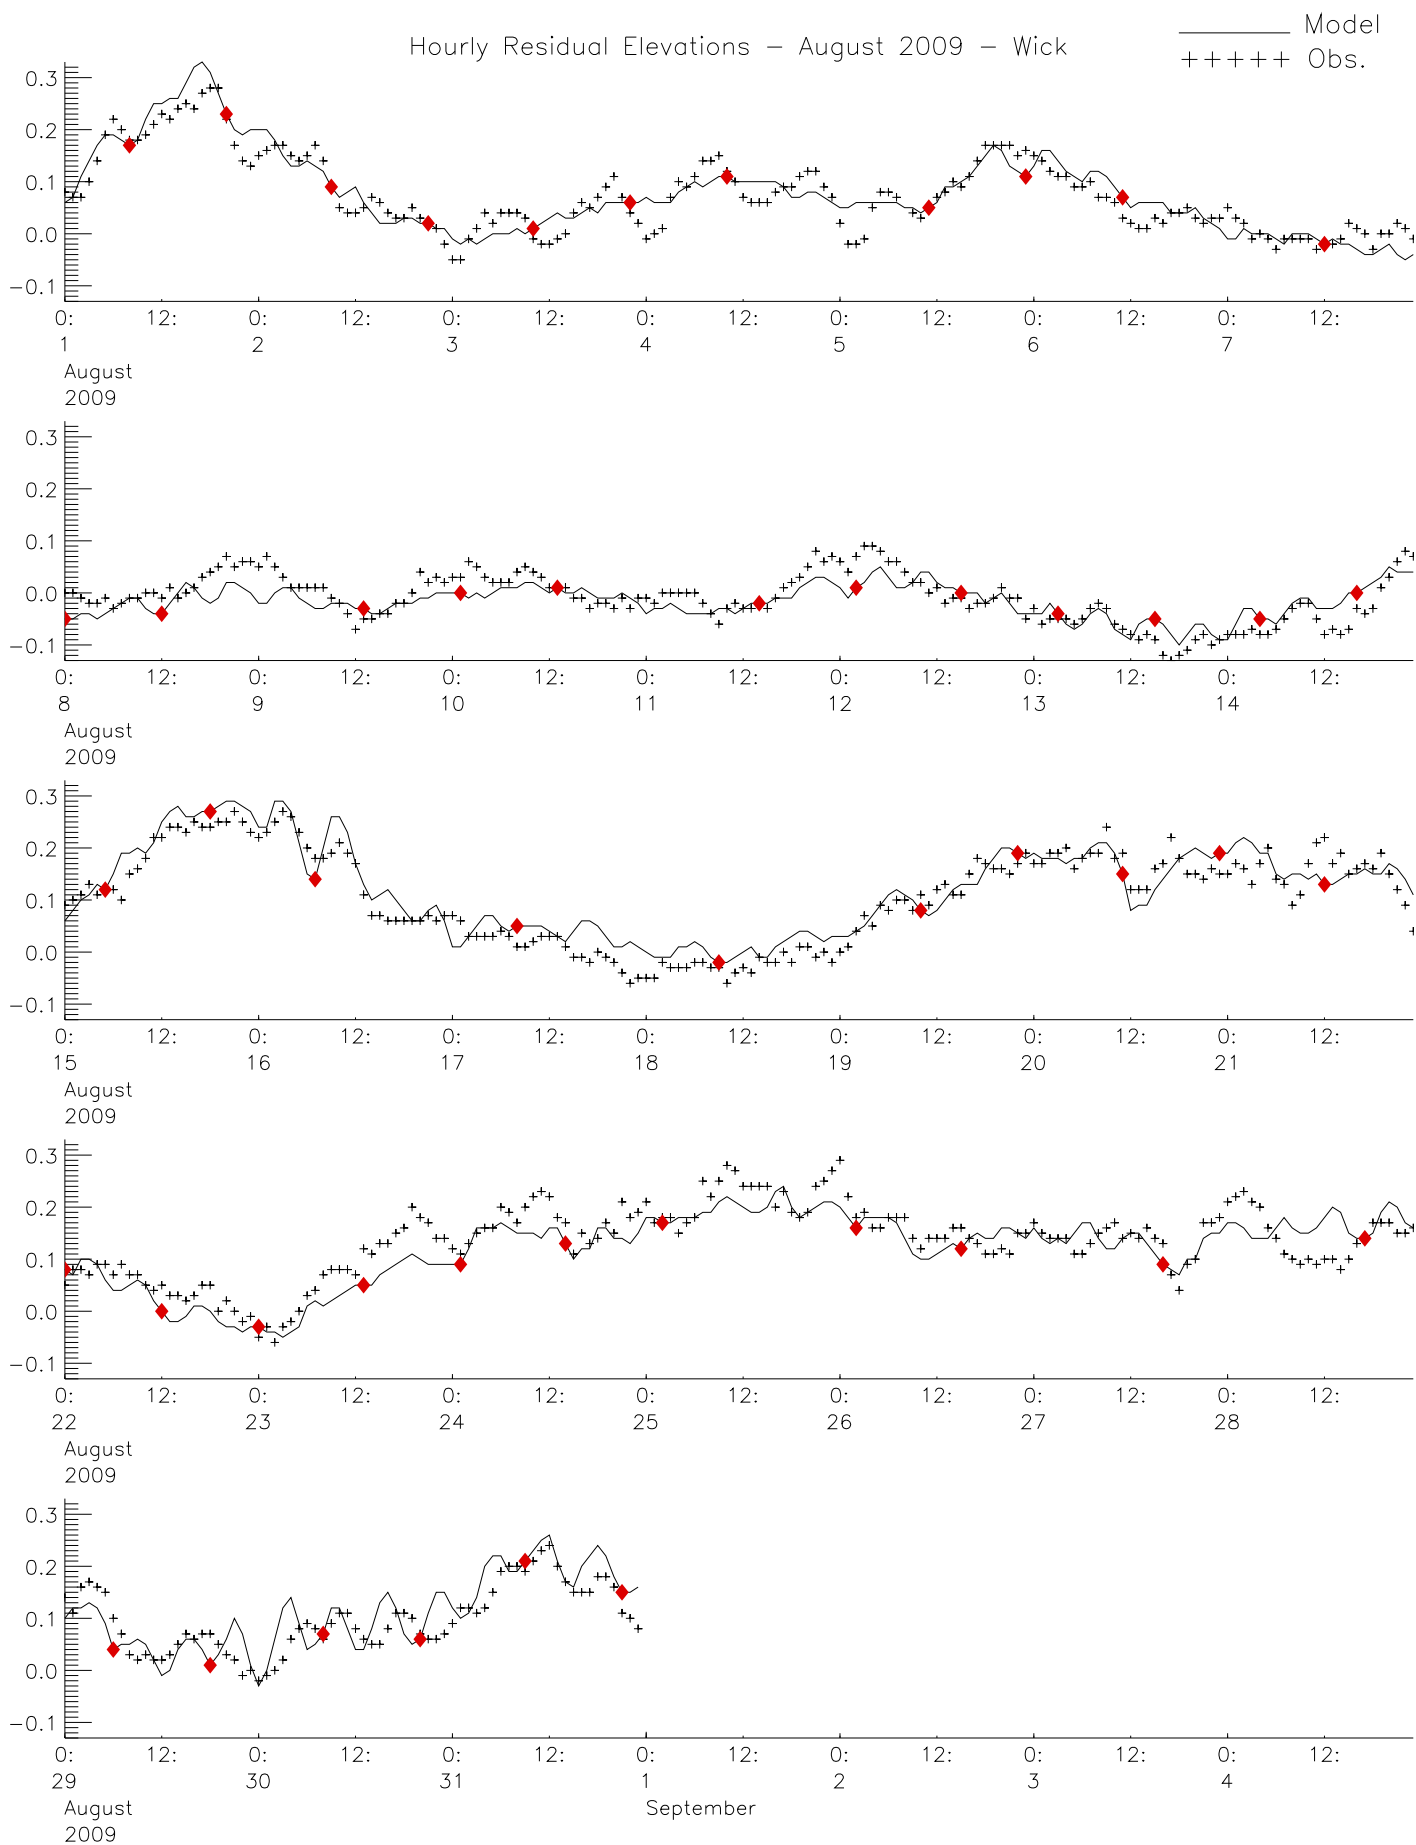 Hourly Residual Elevations – August 2009 – Wick
Model
+++++ Obs.
0.3
0.2
0.1
0.0
−0.1
0: 12: 0: 12: 0: 12: 0: 12: 0: 12: 0: 12: 0: 12:
1 2 3 4 5 6 7
August
2009
0.3
0.2
0.1
0.0
−0.1
0: 12: 0: 12: 0: 12: 0: 12: 0: 12: 0: 12: 0: 12:
8 9 10 11 12 13 14
August
2009
0.3
0.2
0.1
0.0
−0.1
0: 12: 0: 12: 0: 12: 0: 12: 0: 12: 0: 12: 0: 12:
15 16 17 18 19 20 21
August
2009
0.3
0.2
0.1
0.0
−0.1
0: 12: 0: 12: 0: 12: 0: 12: 0: 12: 0: 12: 0: 12:
22 23 24 25 26 27 28
August
2009
0.3
0.2
0.1
0.0
−0.1
0: 12: 0: 12: 0: 12: 0: 12: 0: 12: 0: 12: 0: 12:
29 30 31 1 2 3 4
August September
2009